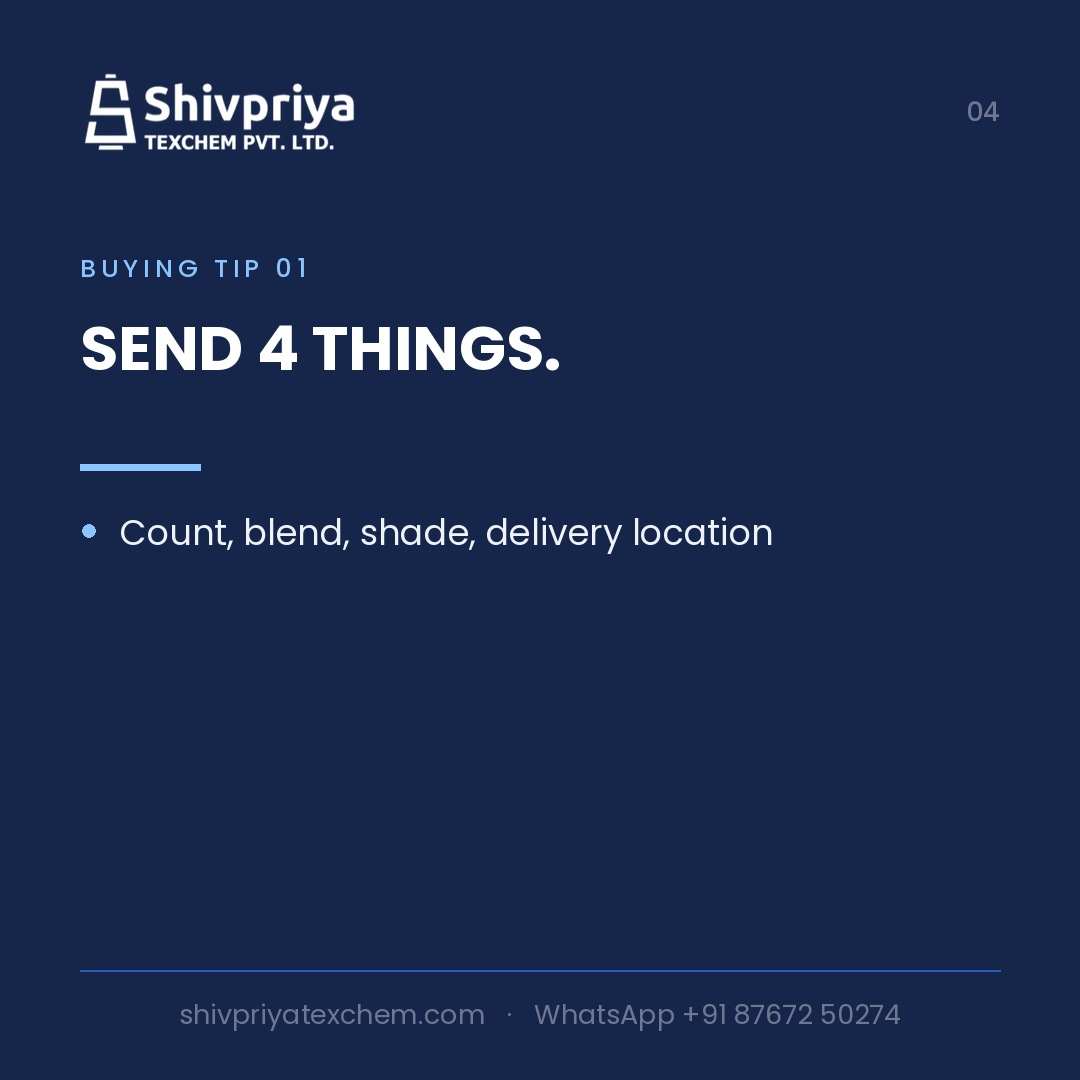 Shivpriya
TEXCHEM PVT. LTD.
04
BUYING TIP 01
SEND 4 THINGS.
• Count, blend, shade, delivery location
shivpriyatexchem.com · WhatsApp +91 87672 50274